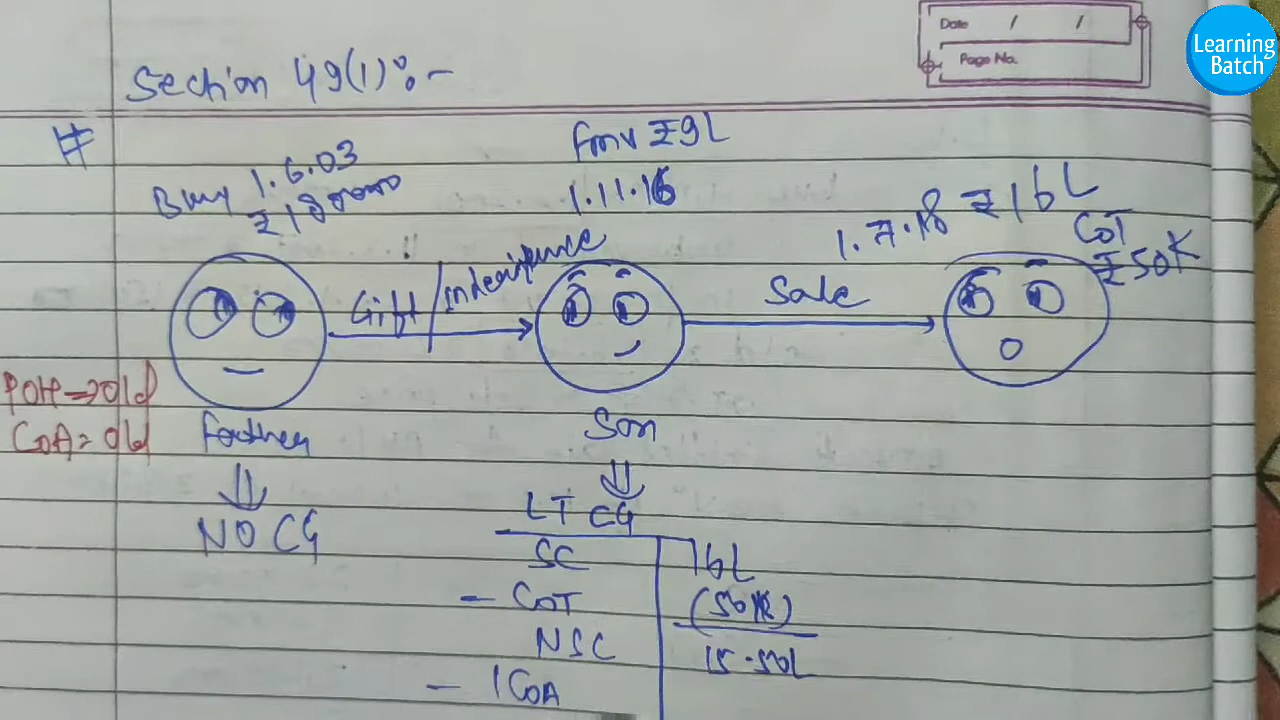 Learning Batch
Date / /
Page No.
Section 49(1):-
#
Buy 1.6.03
FMV ₹9L
1.11.16
1.7.18 ₹16L
COT
₹50K
Gift/Inderipence
Sale
POH→Old
COA=Old
Father
Son
NO CG
LTCG
SC 16L
- COT (50K)
NSC 15.50L
- ICOA